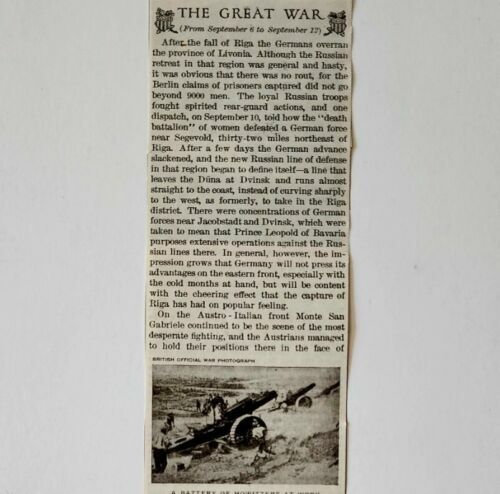 THE GREAT WAR
(From September 6 to September 12)
After the fall of Riga the Germans overran
the province of Livonia. Although the Russian
retreat in that region was general and hasty,
it was obvious that there was no rout, for the
Berlin claims of prisoners captured did not go
beyond 9000 men. The loyal Russian troops
fought spirited rear-guard actions, and one
dispatch, on September 10, told how the "death
battalion" of women defeated a German force
near Segevold, thirty-two miles northeast of
Riga. After a few days the German advance
slackened, and the new Russian line of defense
in that region began to define itself—a line that
leaves the Düna at Dvinsk and runs almost
straight to the coast, instead of curving sharply
to the west, as formerly, to take in the Riga
district. There were concentrations of German
forces near Jacobstadt and Dvinsk, which were
taken to mean that Prince Leopold of Bavaria
purposes extensive operations against the Rus-
sian lines there. In general, however, the im-
pression grows that Germany will not press its
advantages on the eastern front, especially with
the cold months at hand, but will be content
with the cheering effect that the capture of
Riga has had on popular feeling.
On the Austro-Italian front Monte San
Gabriele continued to be the scene of the most
desperate fighting, and the Austrians managed
to hold their positions there in the face of
BRITISH OFFICIAL WAR PHOTOGRAPH
A BATTERY OF HOWITZERS AT WORK